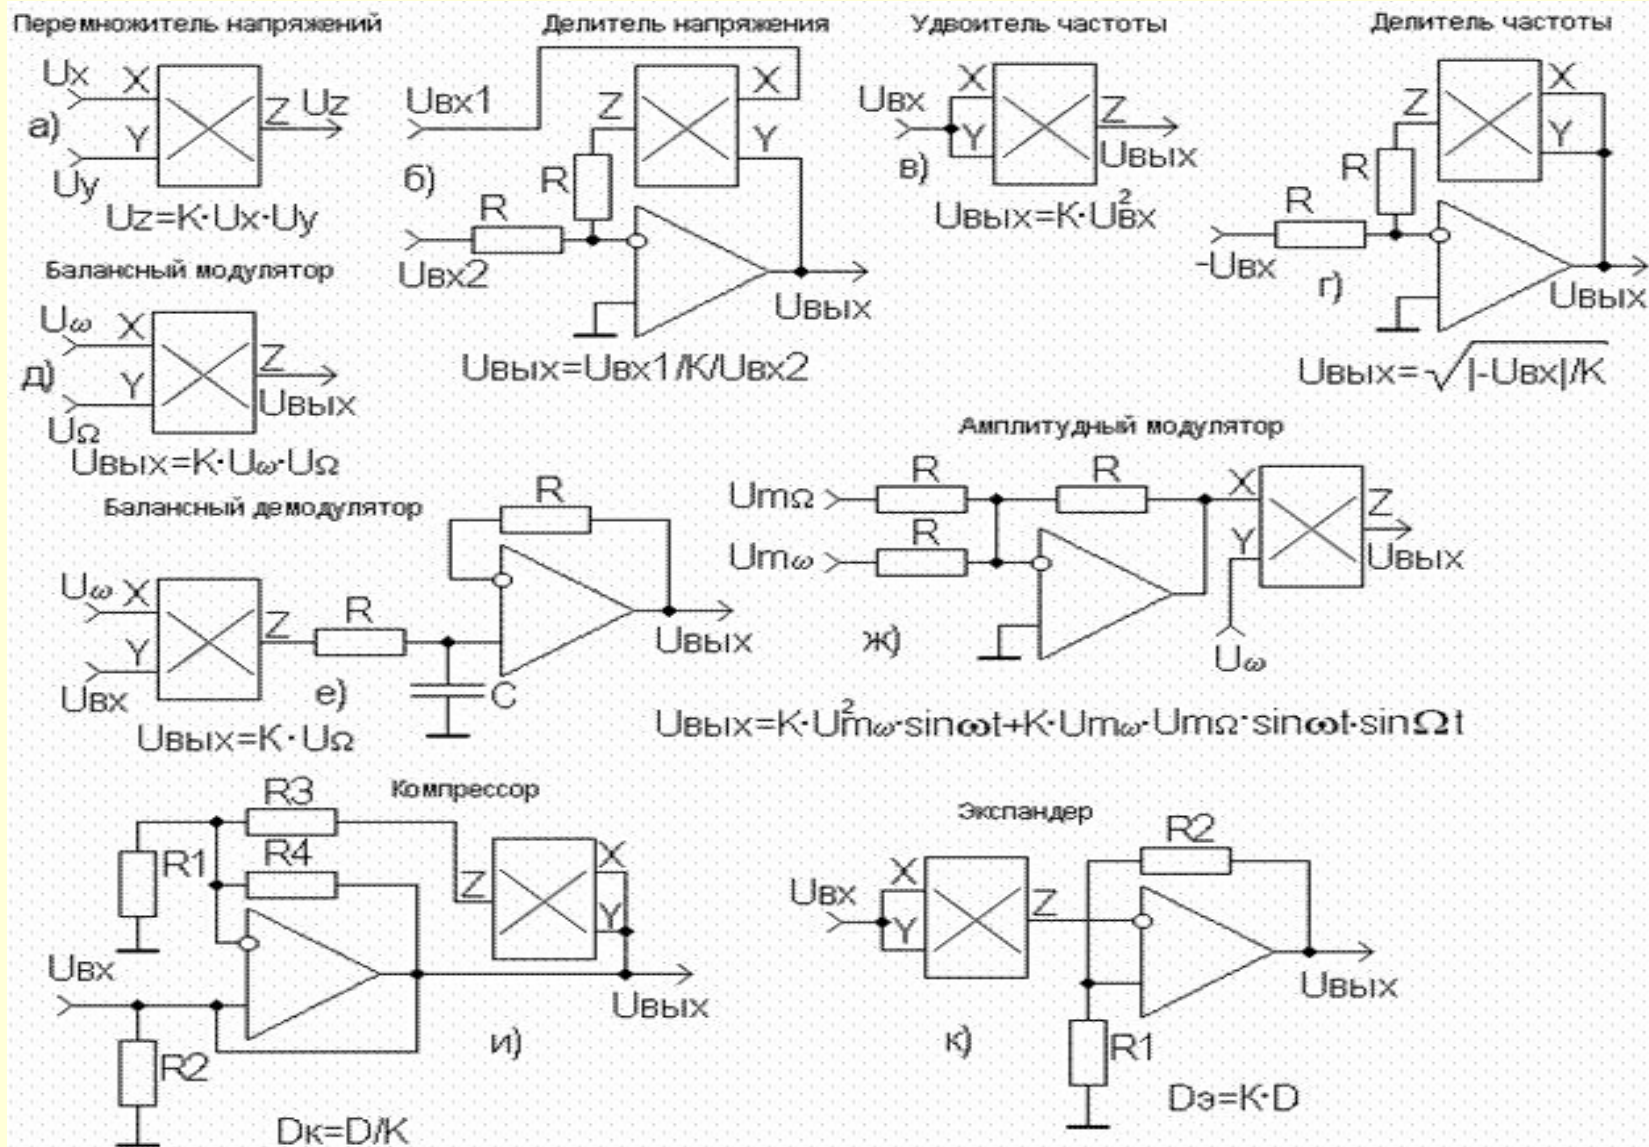 Перемножитель напряжений
Ux
X
Z
Uz
а)
Y
Uy
Uz=K·Ux·Uy
Делитель напряжения
Uвх1
Z
X
Y
б)
R
R
Uвх2
Uвых
Uвых=Uвх1/K/Uвх2
Удвоитель частоты
Uвх
X
Z
Y
в)
Uвых
Uвых=K·U²вх
Делитель частоты
Z
X
Y
R
R
-Uвх
г)
Uвых
Uвых=√|-Uвх|/K
Балансный модулятор
Uω
X
Z
д)
Y
Uвых
UΩ
Uвых=K·Uω·UΩ
Балансный демодулятор
R
Uω
X
Z
R
Y
Uвх
е)
C
Uвых
Uвых=K·UΩ
Амплитудный модулятор
R
R
UmΩ
X
Z
R
Umω
Y
Uвых
ж)
Uω
Uвых=K·U²mω·sinωt+K·Umω·UmΩ·sinωt·sinΩt
Компрессор
R3
R4
R1
Z
X
Y
Uвх
Uвых
R2
и)
Dк=D/K
Экспандер
R2
Uвх
X
Z
Y
Uвых
к)
R1
Dэ=K·D